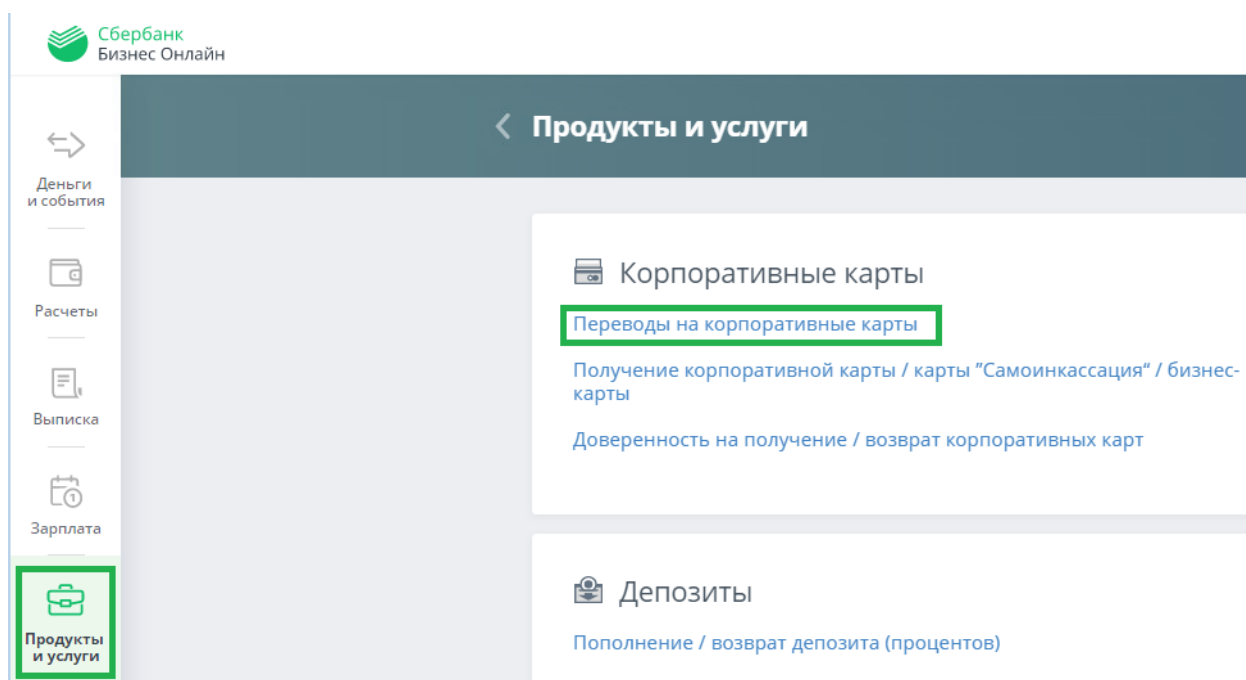 Сбербанк
Бизнес Онлайн
Продукты и услуги
Деньги
и события
Расчеты
Выписка
Зарплата
Продукты
и услуги
Корпоративные карты
Переводы на корпоративные карты
Получение корпоративной карты / карты "Самоинкассация" / бизнес-
карты
Доверенность на получение / возврат корпоративных карт
Депозиты
Пополнение / возврат депозита (процентов)